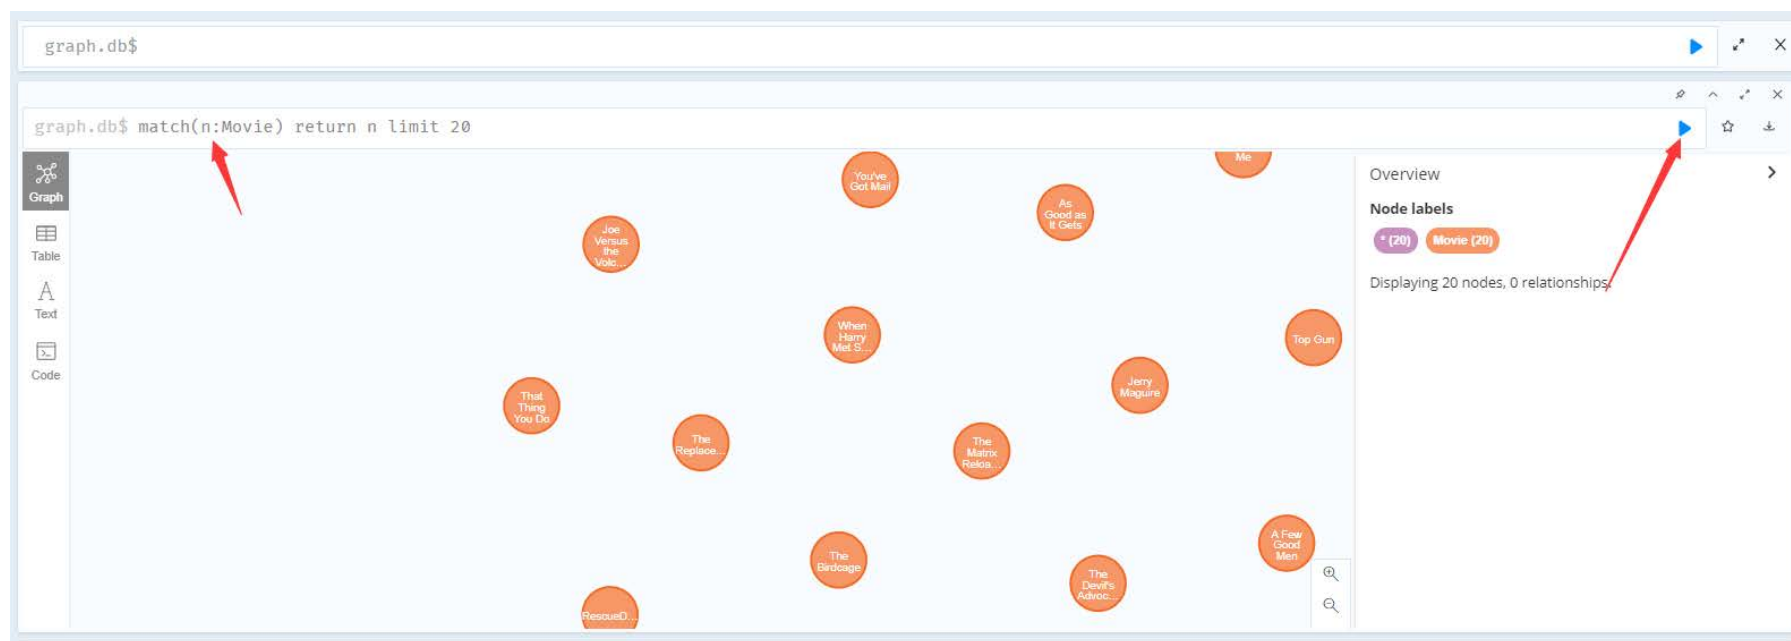 graph.db$
graph.db$ match(n:Movie) return n limit 20
Graph
Table
Text
Code
Me
You've
Got Mail
As
Good as
It Gets
Joe
Versus
the
Volc...
When
Harry
Met S...
Top Gun
Jerry
Maguire
That
Thing
You Do
The
Replace...
The
Matrix
Reloa...
A Few
Good
Men
The
Birdcage
The
Devil's
Advoc...
RescueD...
Overview
Node labels
* (20) Movie (20)
Displaying 20 nodes, 0 relationships.